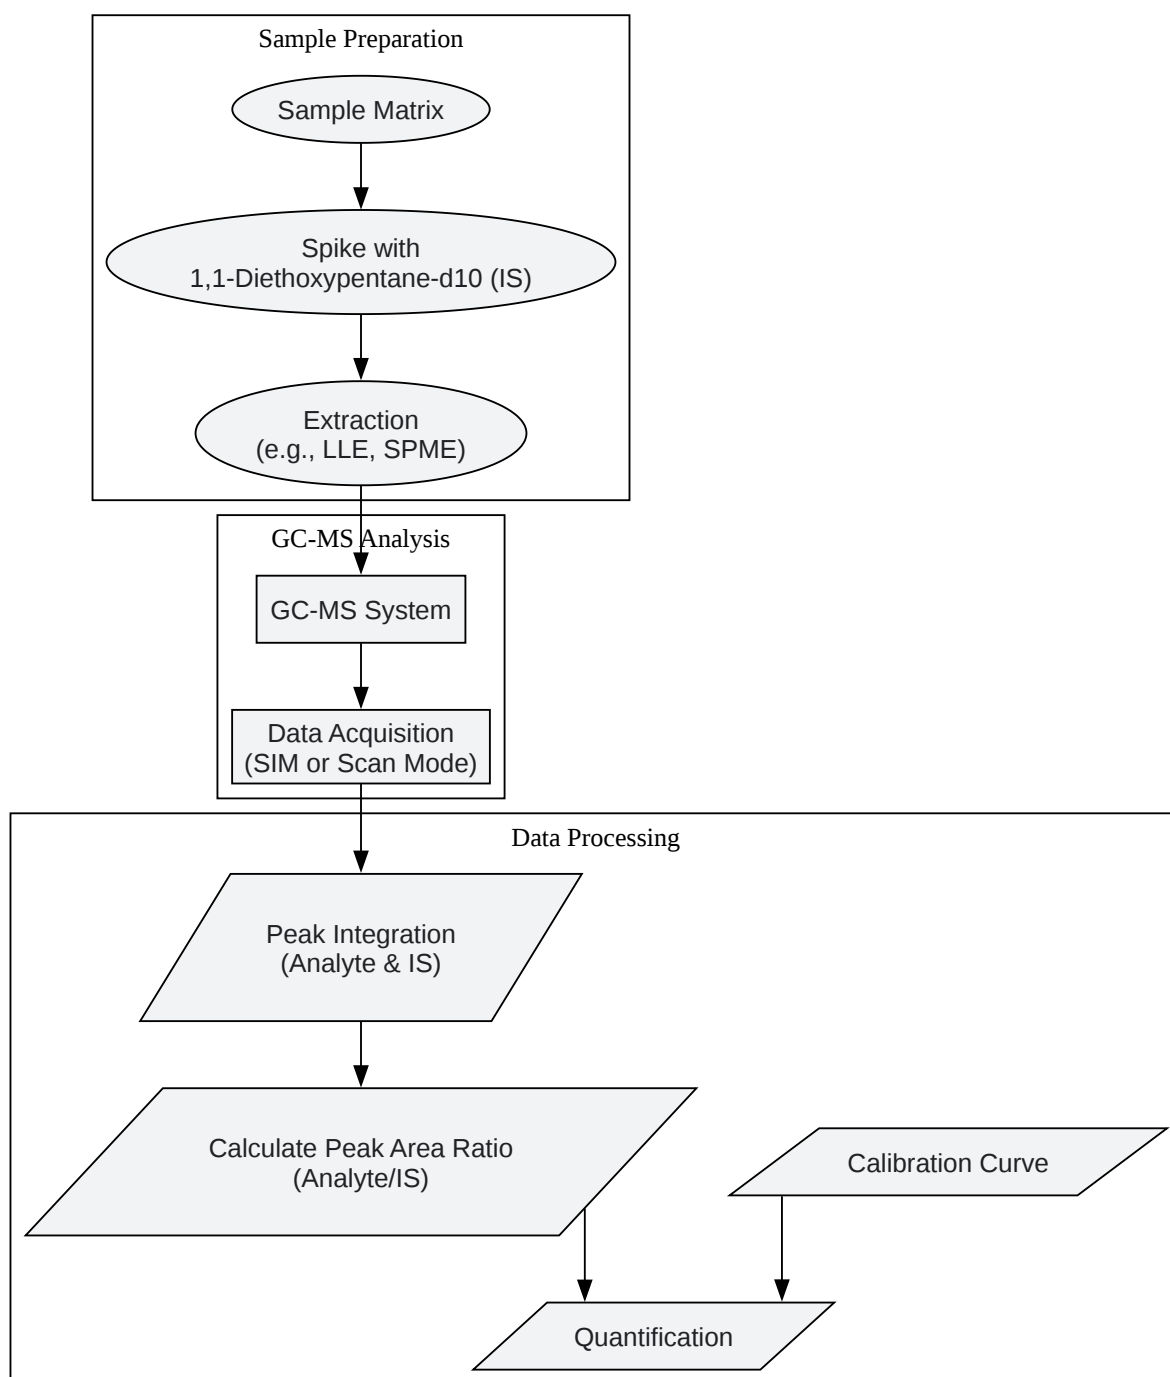 Sample Preparation
Sample Matrix
Spike with
1,1-Diethoxypentane-d10 (IS)
Extraction
(e.g., LLE, SPME)
GC-MS Analysis
GC-MS System
Data Acquisition
(SIM or Scan Mode)
Data Processing
Peak Integration
(Analyte & IS)
Calculate Peak Area Ratio
(Analyte/IS)
Calibration Curve
Quantification